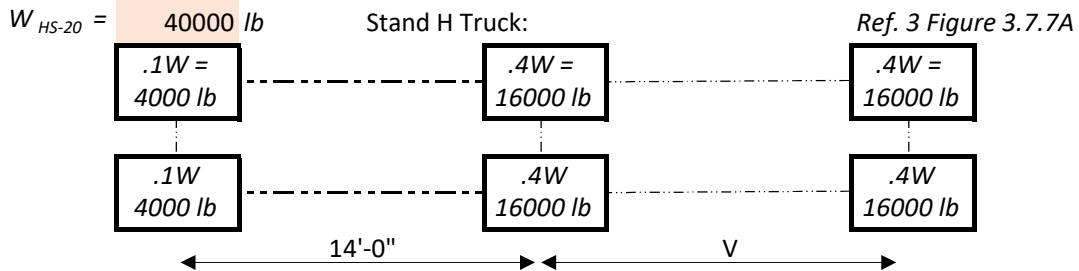 W HS-20 = 40000 lb Stand H Truck: Ref. 3 Figure 3.7.7A
.1W = .4W = .4W =
4000 lb 16000 lb 16000 lb
.1W .4W .4W
4000 lb 16000 lb 16000 lb
14'-0" V